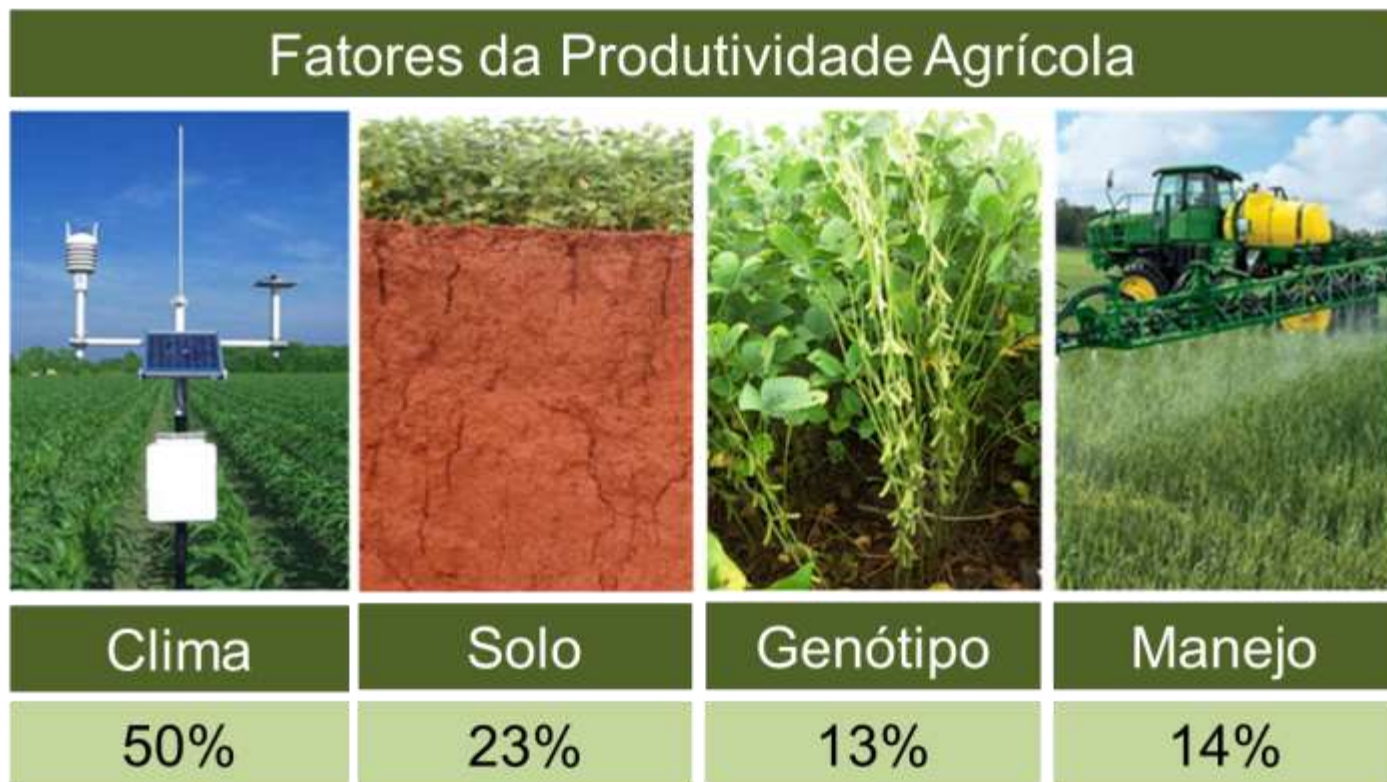 Fatores da Produtividade Agrícola
Clima
Solo
Genótipo
Manejo
50%
23%
13%
14%